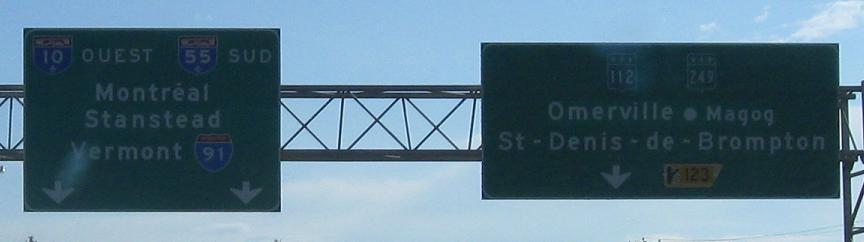 10 OUEST 55 SUD
Montréal
Stanstead
Vermont 91
112 249
Omerville • Magog
St-Denis-de-Brompton
123